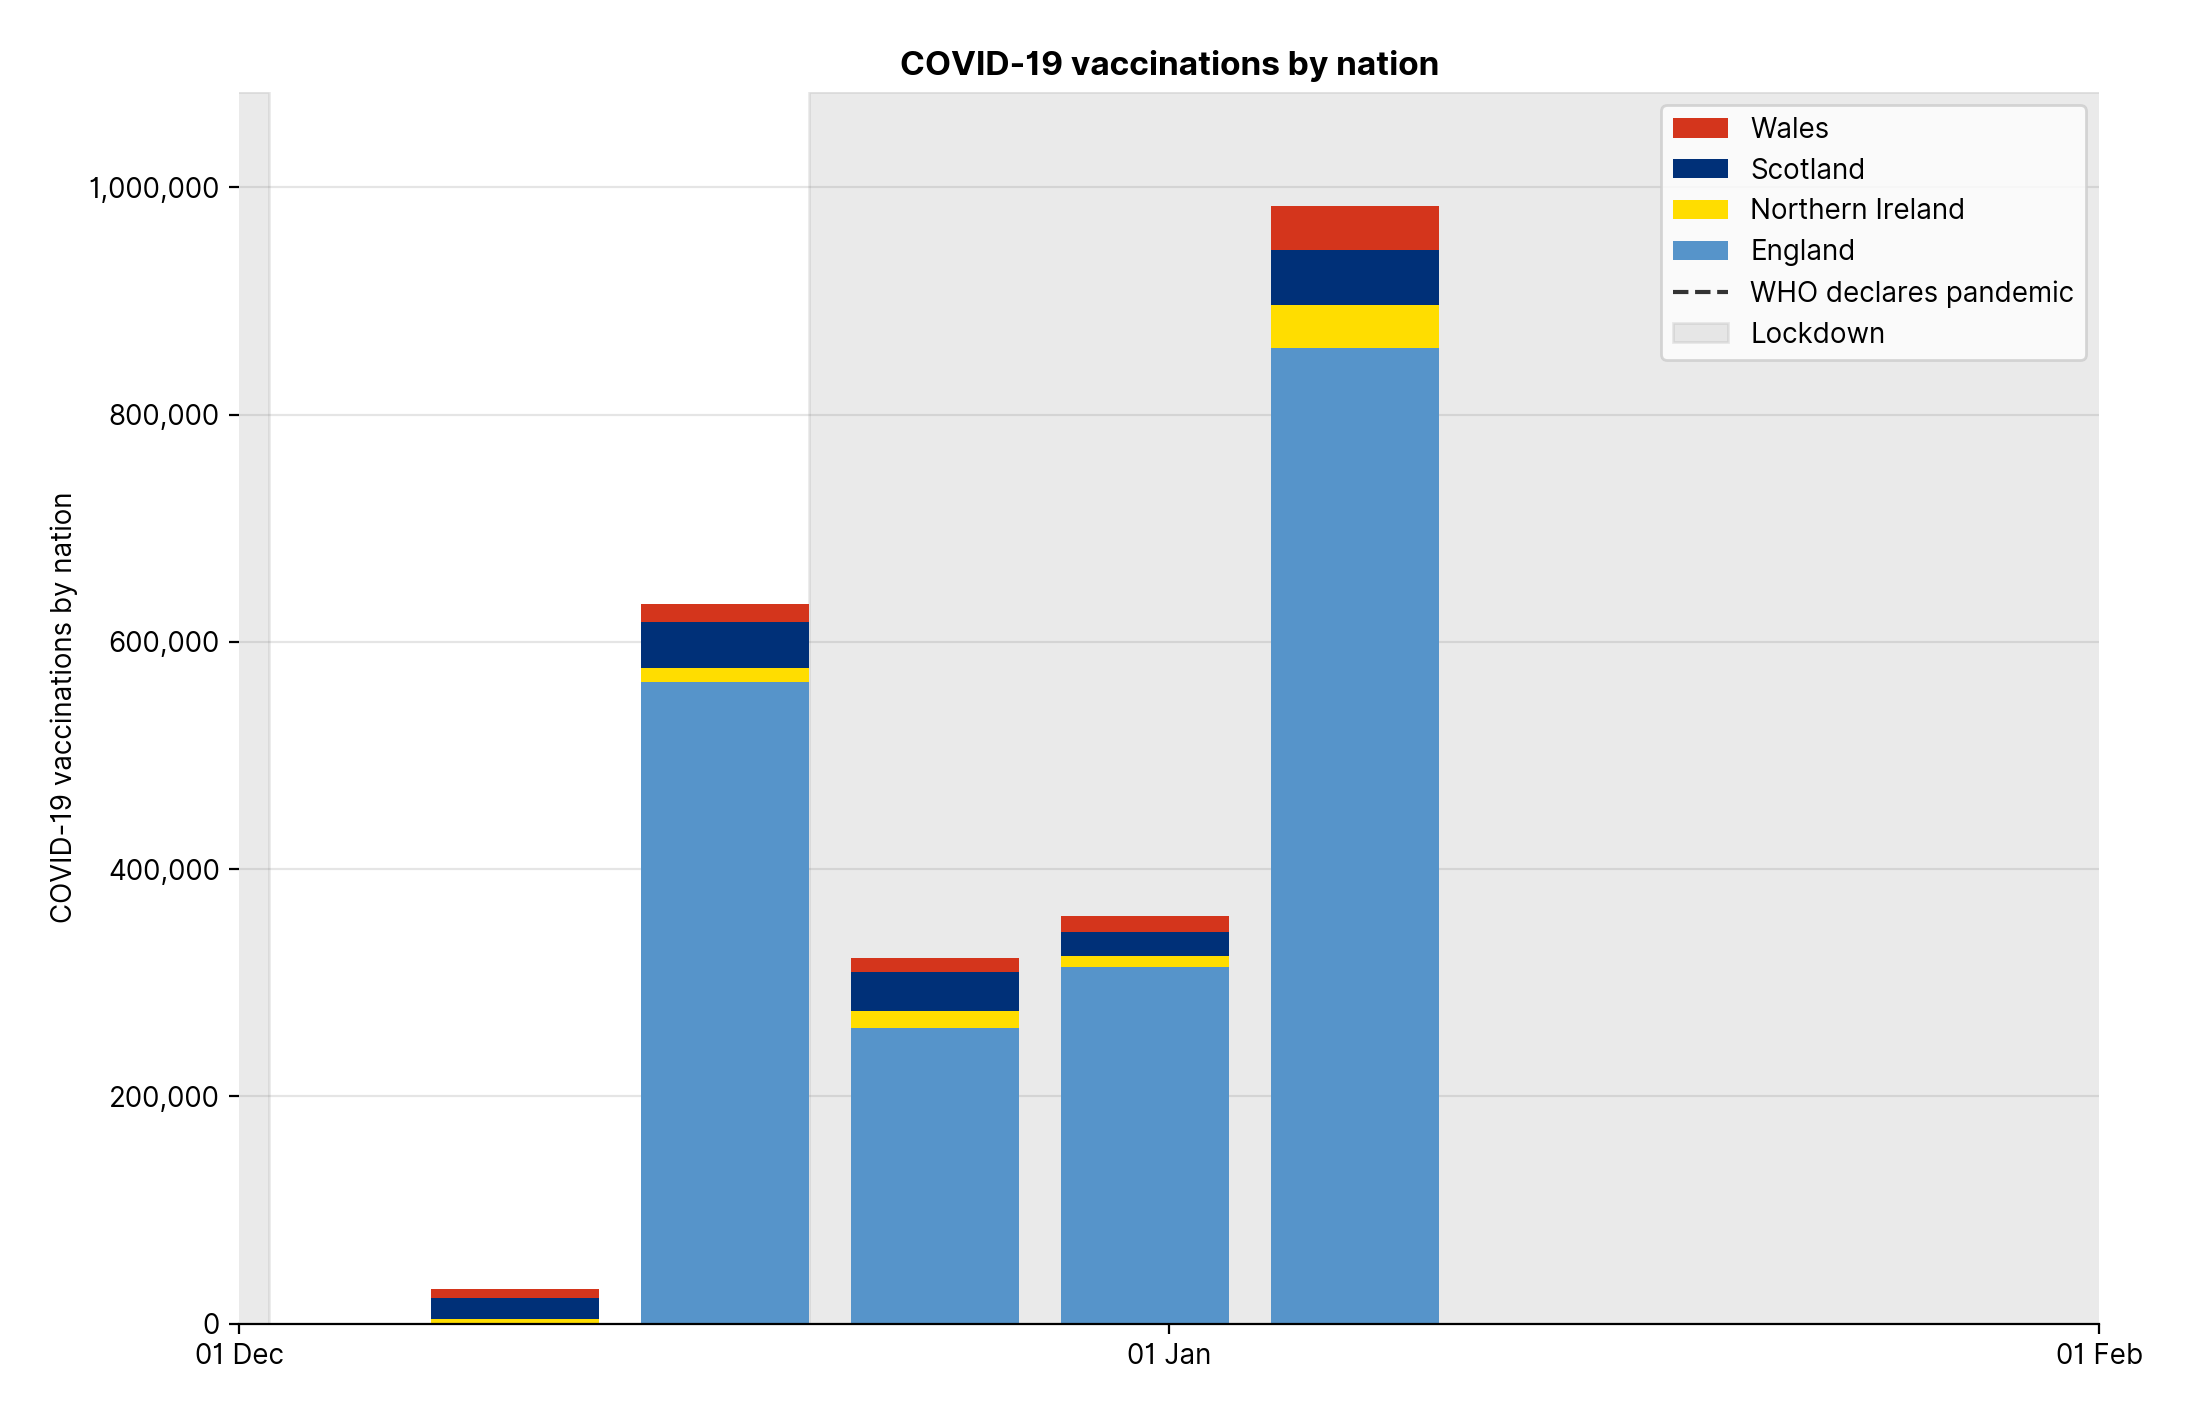 COVID-19 vaccinations by nation
Wales
Scotland
Northern Ireland
England
WHO declares pandemic
Lockdown
COVID-19 vaccinations by nation
1,000,000
800,000
600,000
400,000
200,000
0
01 Dec
01 Jan
01 Feb